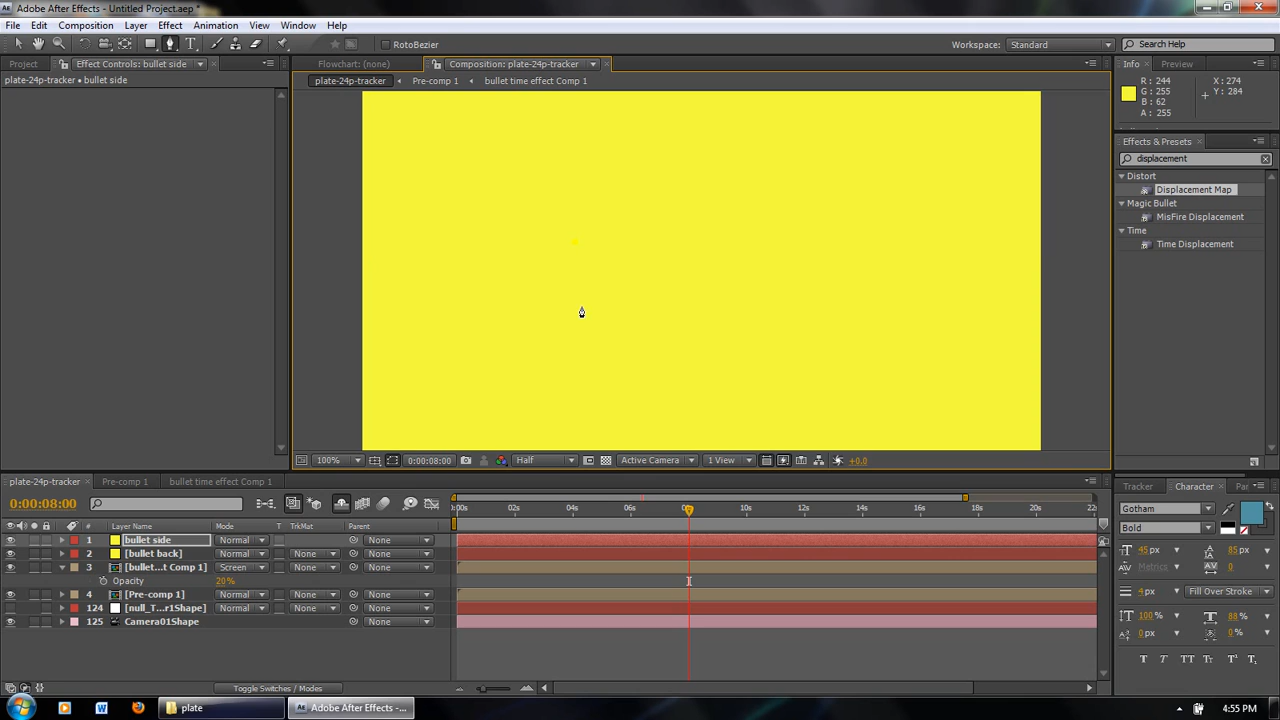 Adobe After Effects - Untitled Project.aep *
File Edit Composition Layer Effect Animation View Window Help
RotoBezier Workspace: Standard Search Help
Project Effect Controls: bullet side Flowchart: (none) Composition: plate-24p-tracker Info Preview
plate-24p-tracker • bullet side plate-24p-tracker Pre-comp 1 bullet time effect Comp 1
R : 244 X : 274
G : 255 Y : 284
B : 62
A : 255
Effects & Presets
displacement
Distort
Displacement Map
Magic Bullet
MisFire Displacement
Time
Time Displacement
100% 0:00:08:00 Half Active Camera 1 View +0.0
plate-24p-tracker Pre-comp 1 bullet time effect Comp 1 Tracker Character Par
0:00:08:00 :00s 02s 04s 06s 10s 12s 14s 16s 18s 20s 22s
# Layer Name Mode T TrkMat Parent
Gotham
Bold
1 bullet side Normal None
2 [bullet back] Normal None None
3 [bullet...t Comp 1] Screen None None
Opacity 20%
4 [Pre-comp 1] Normal None None
124 [null_T...r1Shape] Normal None None
125 Camera01Shape None
45 px 85 px
Metrics 0
4 px Fill Over Stroke
100% 88%
0 px 0%
T T TT Tt T¹ T₁
Toggle Switches / Modes
plate Adobe After Effects -... 4:55 PM